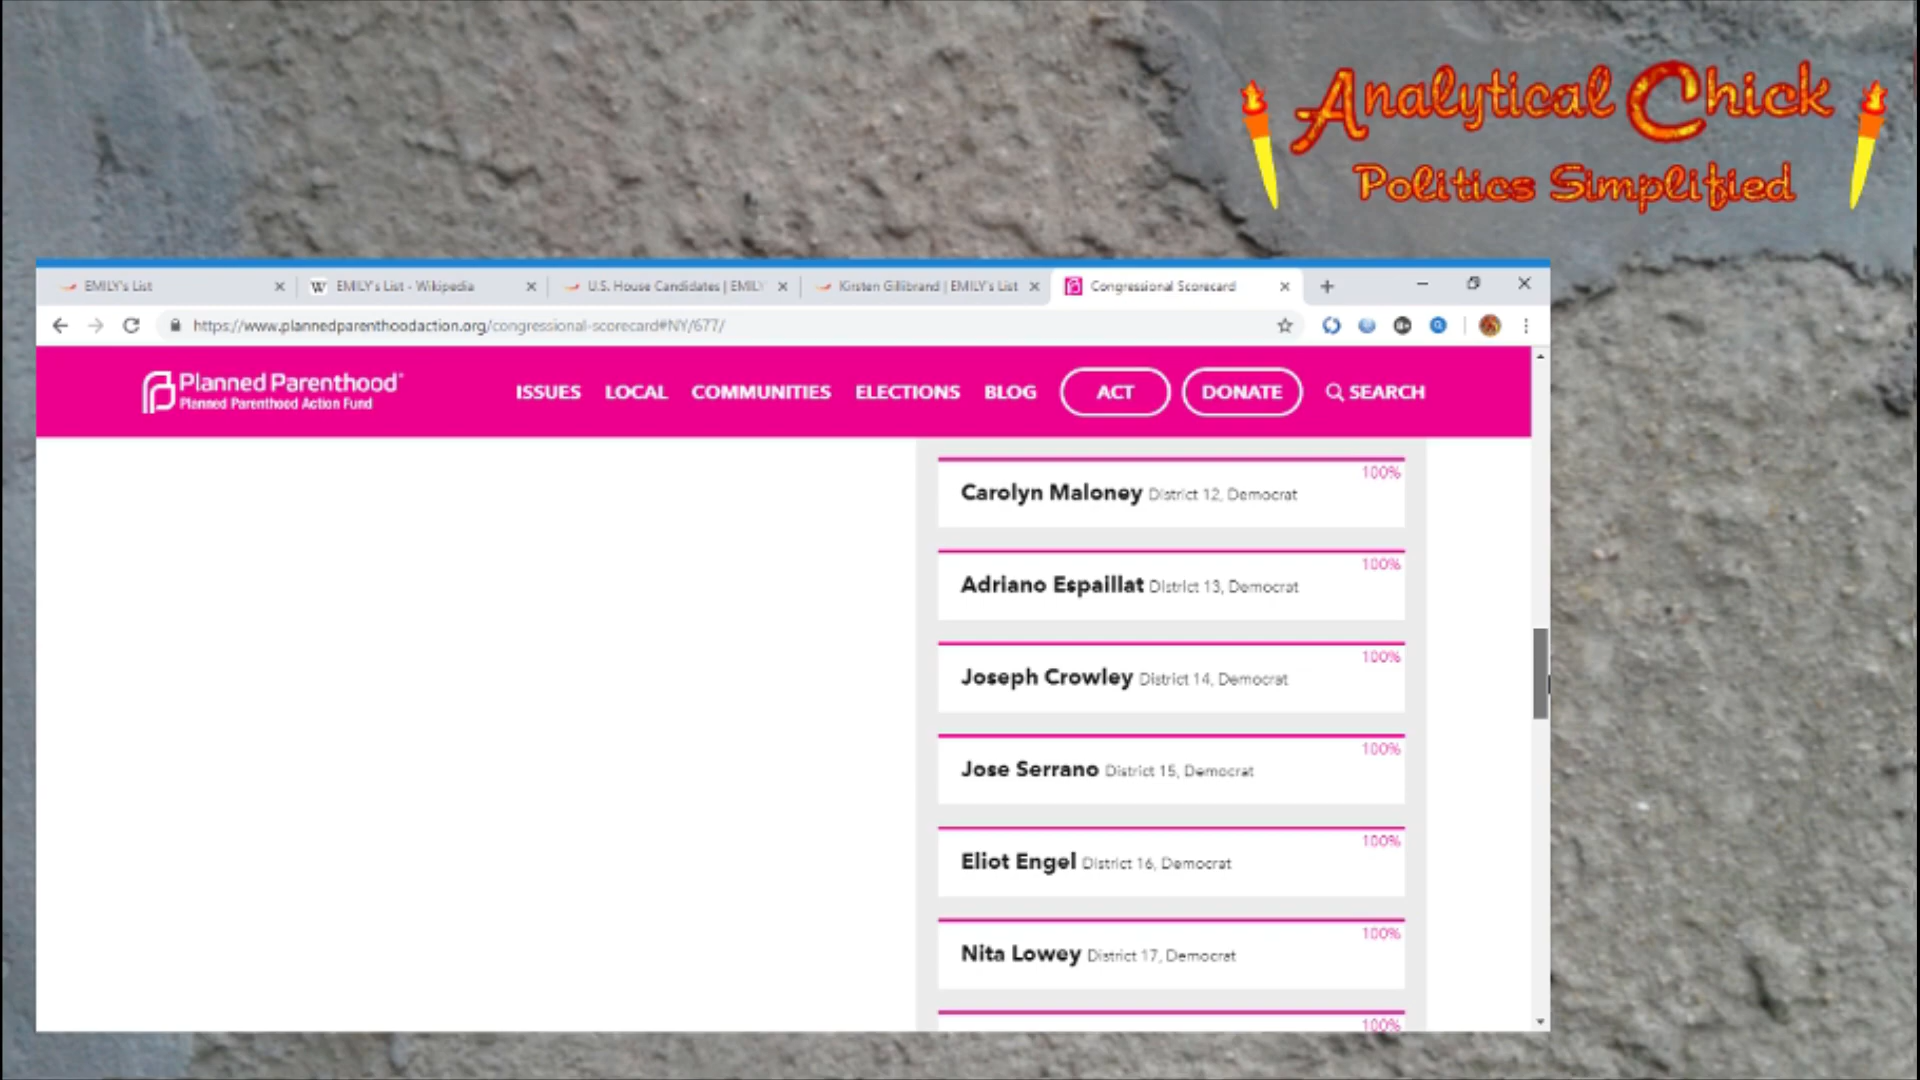 Analytical Chick
Politics Simplified
EMILY's List
EMILY's List - Wikipedia
U.S. House Candidates | EMILY
Kirsten Gillibrand | EMILY's List
Congressional Scorecard
https://www.plannedparenthoodaction.org/congressional-scorecard#NY/677/
Planned Parenthood®
Planned Parenthood Action Fund
ISSUES
LOCAL
COMMUNITIES
ELECTIONS
BLOG
ACT
DONATE
SEARCH
100%
Carolyn Maloney District 12, Democrat
100%
Adriano Espaillat District 13, Democrat
100%
Joseph Crowley District 14, Democrat
100%
Jose Serrano District 15, Democrat
100%
Eliot Engel District 16, Democrat
100%
Nita Lowey District 17, Democrat
100%